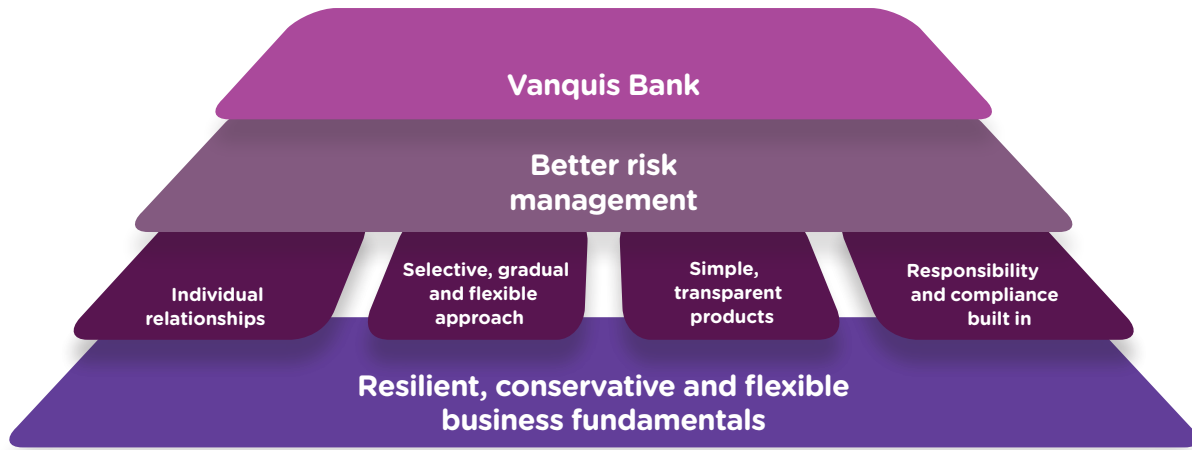 Vanquis Bank
Better risk
management
Individual
relationships
Selective, gradual
and flexible
approach
Simple,
transparent
products
Responsibility
and compliance
built in
Resilient, conservative and flexible
business fundamentals